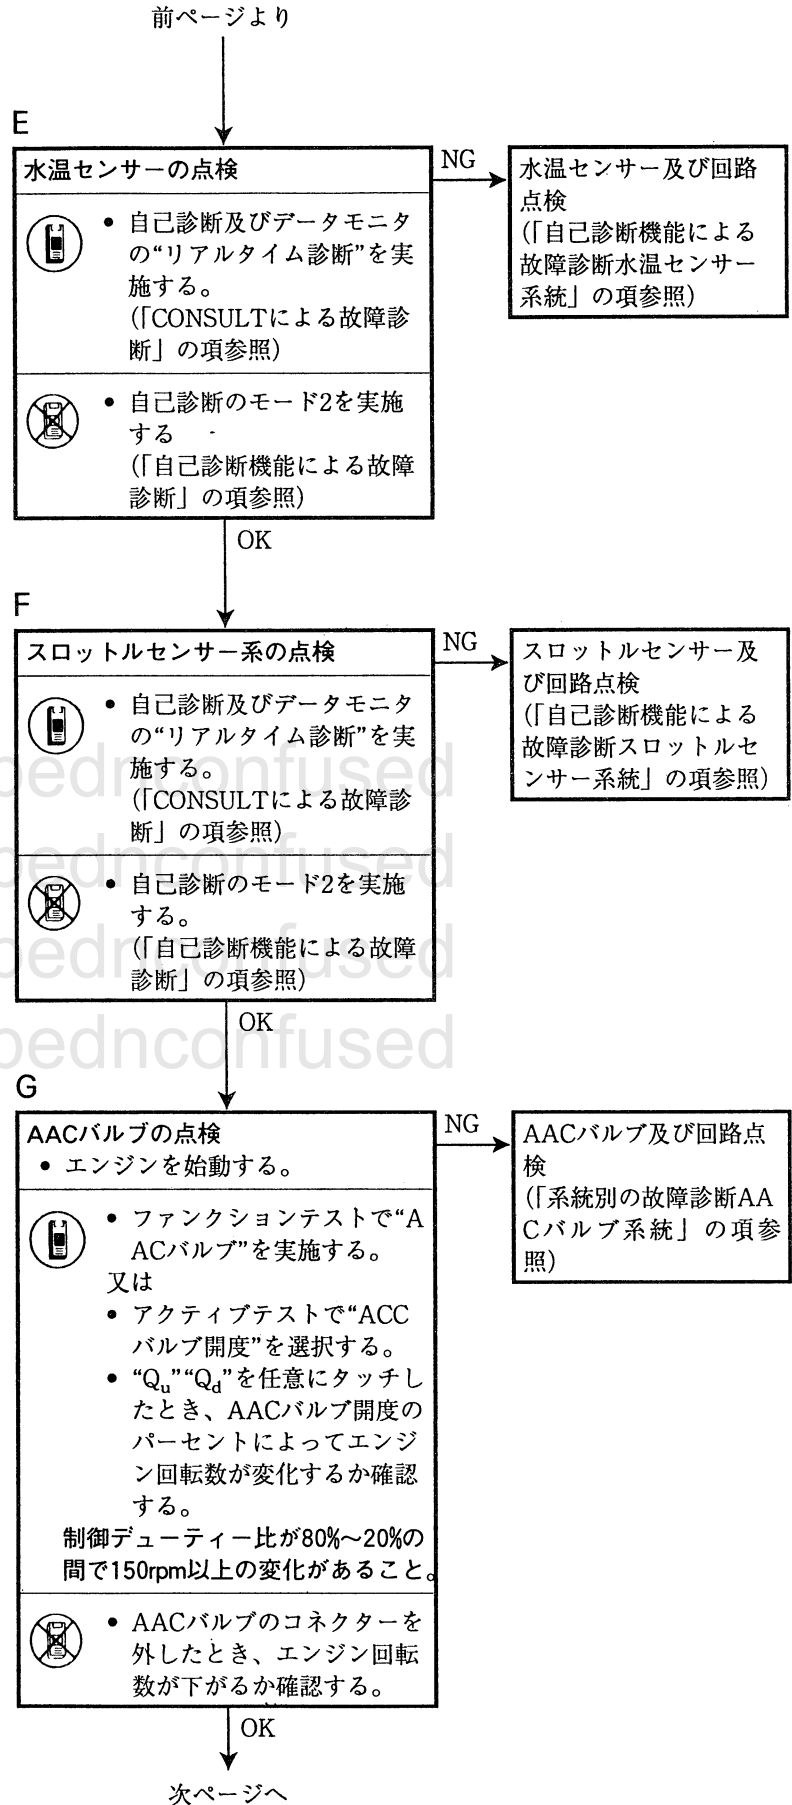 前ページより
E
水温センサーの点検
● 自己診断及びデータモニタ
の“リアルタイム診断”を実
施する。
(「CONSULTによる故障診
断」の項参照)
● 自己診断のモード2を実施
する
(「自己診断機能による故障
診断」の項参照)
NG
水温センサー及び回路
点検
(「自己診断機能による
故障診断水温センサー
系統」の項参照)
OK
F
スロットルセンサー系の点検
● 自己診断及びデータモニタ
の“リアルタイム診断”を実
施する。
(「CONSULTによる故障診
断」の項参照)
● 自己診断のモード2を実施
する。
(「自己診断機能による故障
診断」の項参照)
NG
スロットルセンサー及
び回路点検
(「自己診断機能による
故障診断スロットルセ
ンサー系統」の項参照)
pednconfused
pednconfused
pednconfused
pednconfused
OK
G
AACバルブの点検
● エンジンを始動する。
● ファンクションテストで“A
ACバルブ”を実施する。
又は
● アクティブテストで“ACC
バルブ開度”を選択する。
● “Qu”“Qd”を任意にタッチし
たとき、AACバルブ開度の
パーセントによってエンジ
ン回転数が変化するか確認
する。
制御デューティー比が80%～20%の
間で150rpm以上の変化があること。
● AACバルブのコネクターを
外したとき、エンジン回転
数が下がるか確認する。
NG
AACバルブ及び回路点
検
(「系統別の故障診断AA
Cバルブ系統」の項参
照)
OK
次ページへ